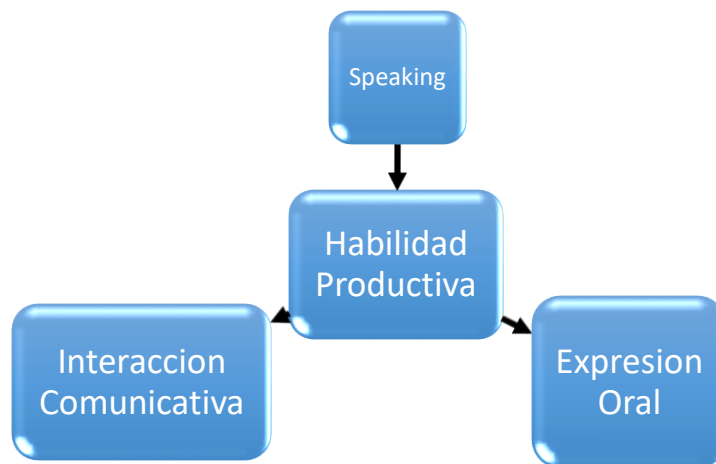 Speaking
Habilidad
Productiva
Interaccion
Comunicativa
Expresion
Oral